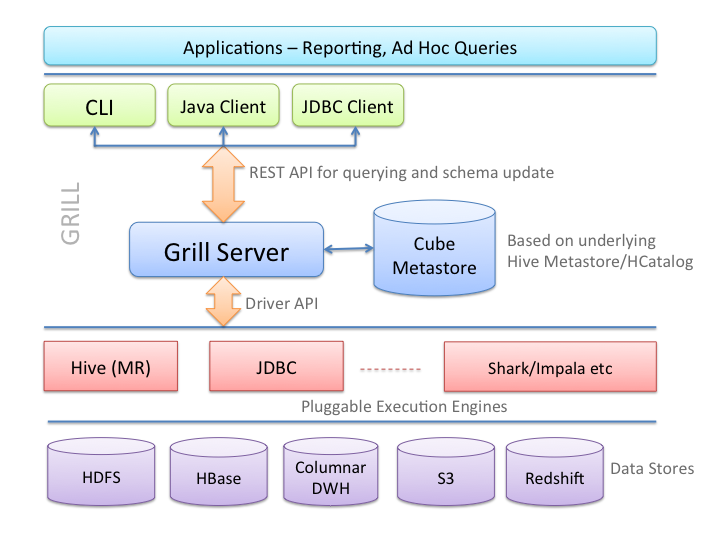 Applications – Reporting, Ad Hoc Queries
CLI
Java Client
JDBC Client
REST API for querying and schema update
GRILL
Grill Server
Cube
Metastore
Based on underlying
Hive Metastore/HCatalog
Driver API
Hive (MR)
JDBC
Shark/Impala etc
Pluggable Execution Engines
HDFS
HBase
Columnar
DWH
S3
Redshift
Data Stores